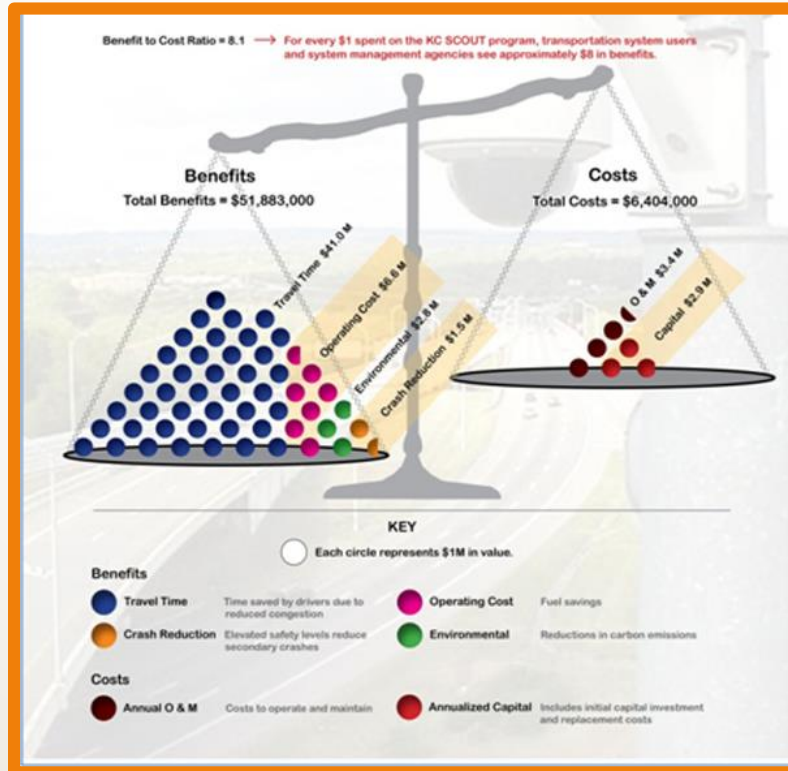 Benefit to Cost Ratio = 8.1 → For every $1 spent on the KC SCOUT program, transportation system users
and system management agencies see approximately $8 in benefits.
Benefits
Total Benefits = $51,883,000
Costs
Total Costs = $6,404,000
Travel Time $41.0 M
Operating Cost $6.6 M
Environmental $2.8 M
Crash Reduction $1.5 M
O & M $3.4 M
Capital $2.9 M
KEY
Each circle represents $1M in value.
Benefits
Travel Time Time saved by drivers due to
reduced congestion
Operating Cost Fuel savings
Crash Reduction Elevated safety levels reduce
secondary crashes
Environmental Reductions in carbon emissions
Costs
Annual O & M Costs to operate and maintain
Annualized Capital Includes initial capital investment
and replacement costs